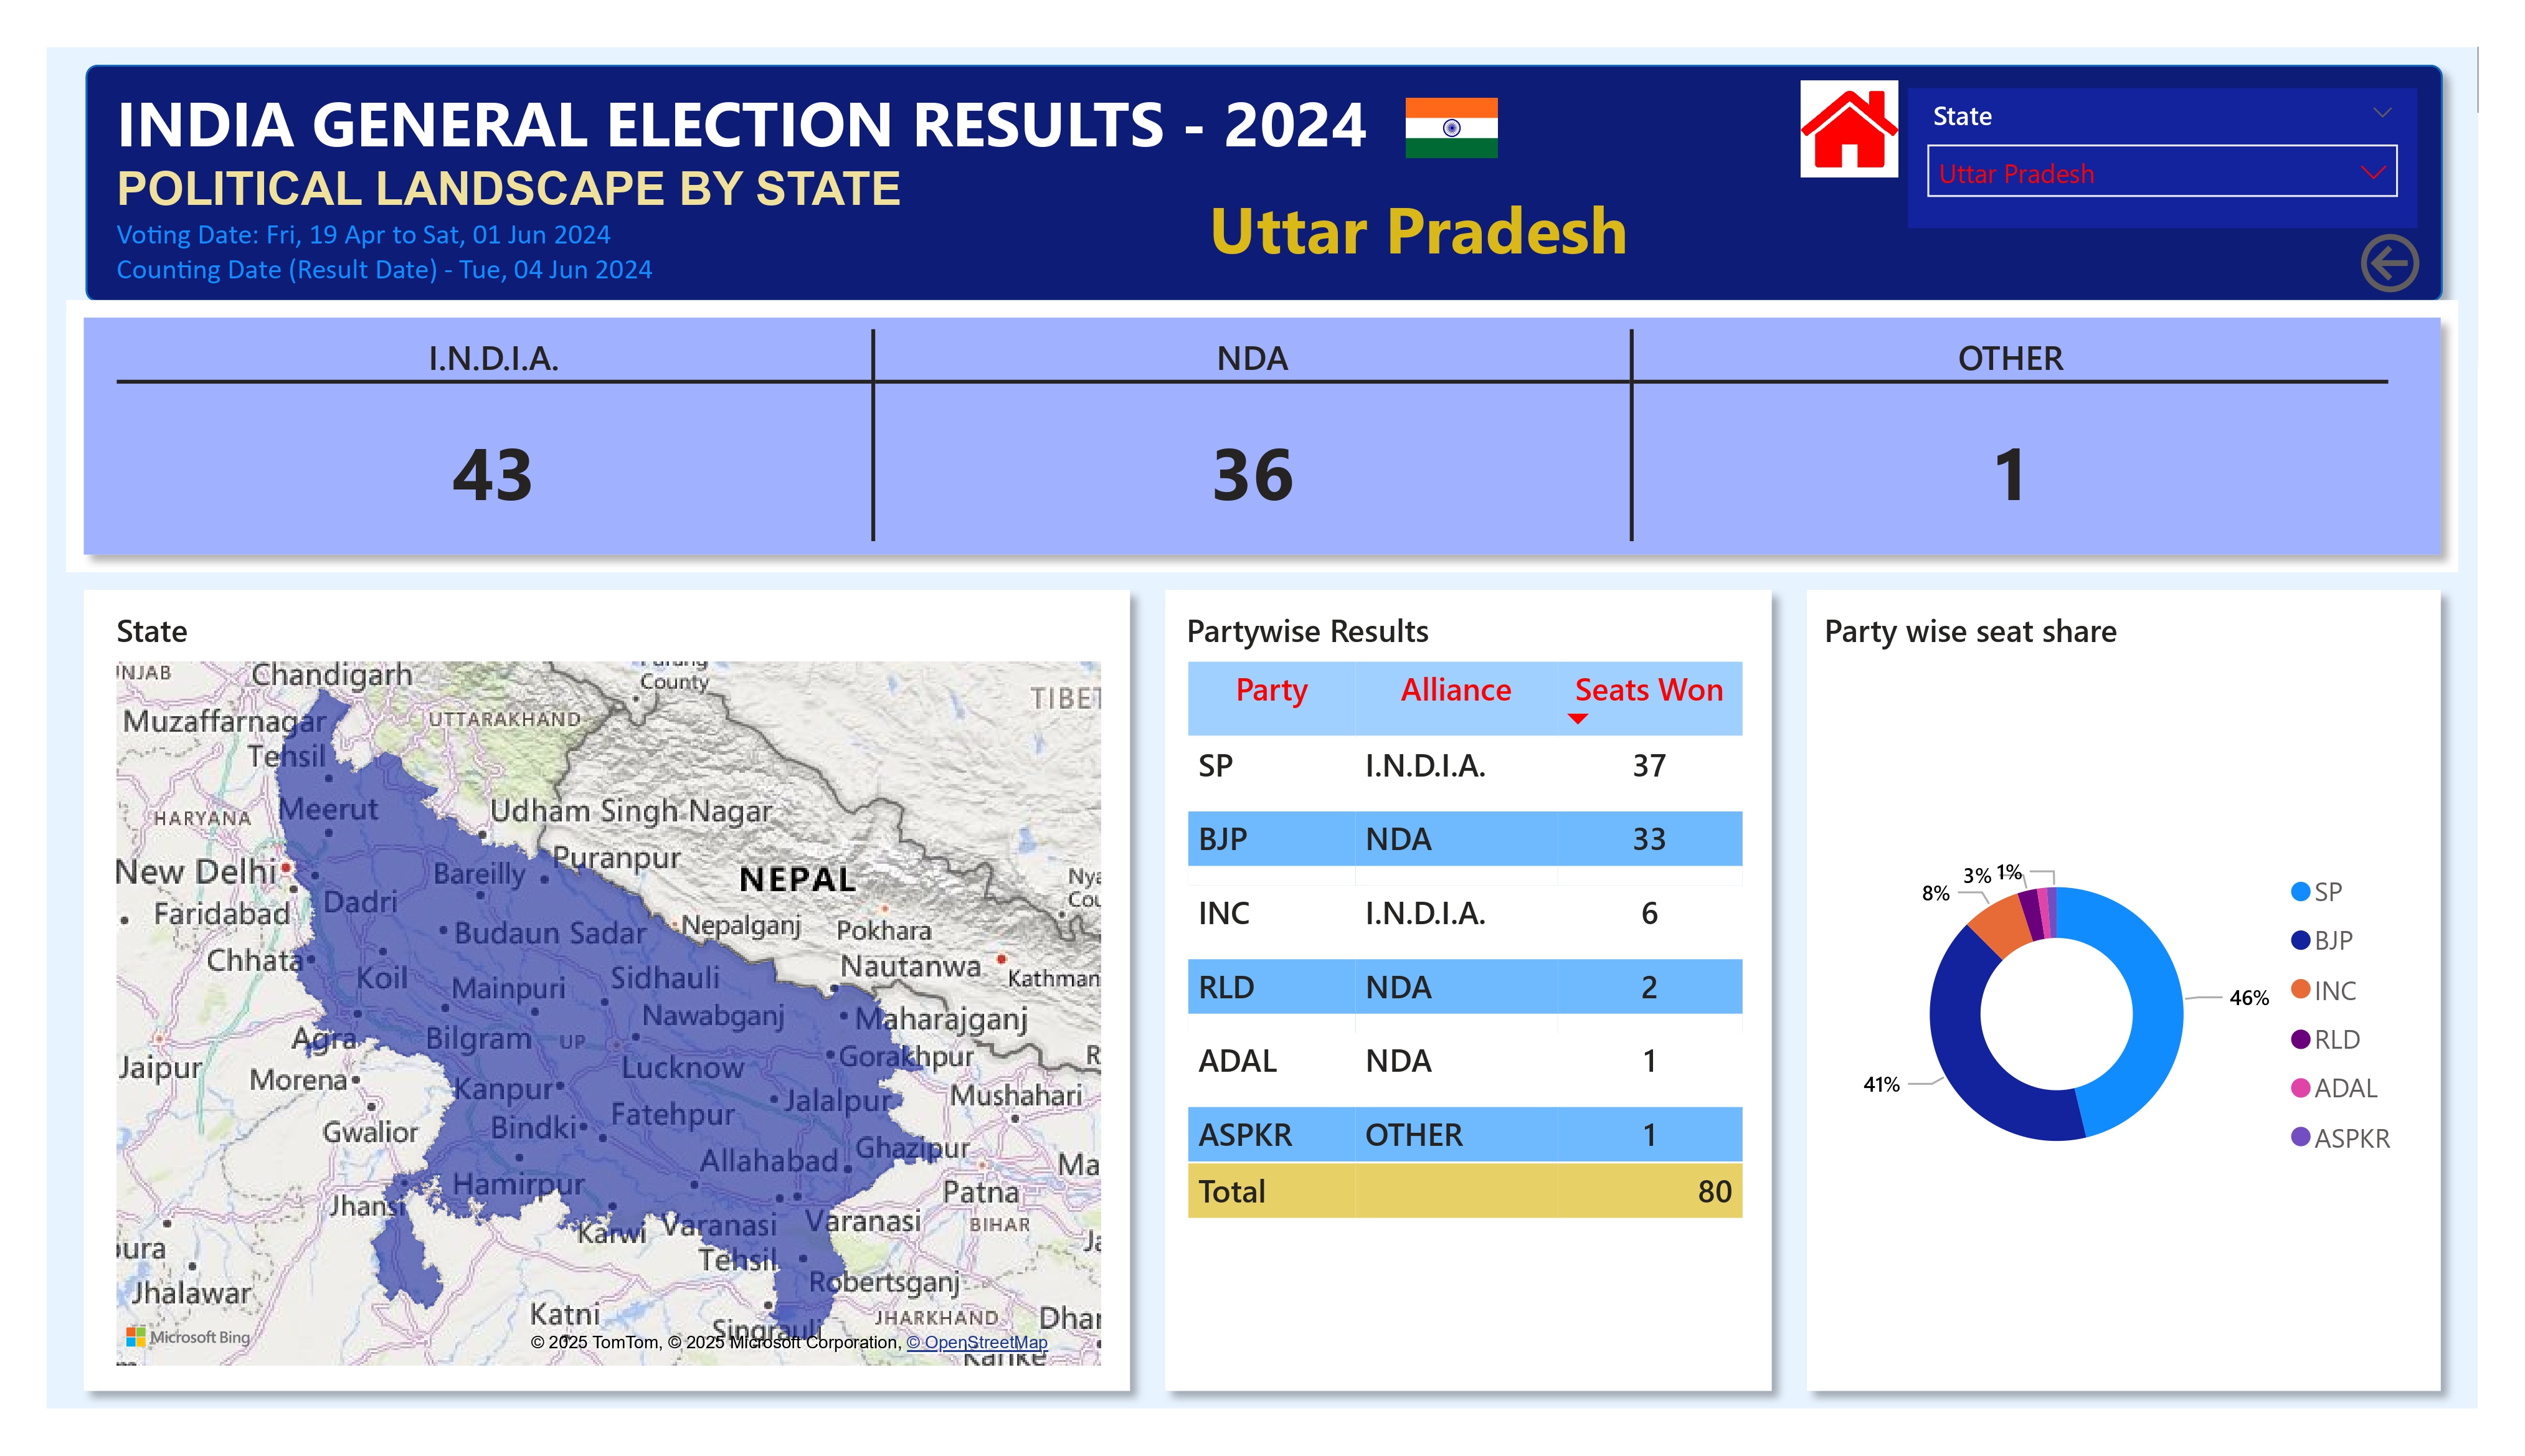 INDIA GENERAL ELECTION RESULTS - 2024
POLITICAL LANDSCAPE BY STATE
Voting Date: Fri, 19 Apr to Sat, 01 Jun 2024
Counting Date (Result Date) - Tue, 04 Jun 2024
Uttar Pradesh
State
Uttar Pradesh
I.N.D.I.A. NDA OTHER
43 36 1
State
NJAB
Chandigarh
County
TIBET
Muzaffarnagar
Tehsil
UTTARAKHAND
Meerut
HARYANA
Udham Singh Nagar
Puranpur
New Delhi
Bareilly
NEPAL
Dadri
Faridabad
Budaun Sadar
Nepalganj
Pokhara
Chhata
Koil
Mainpuri
Sidhauli
Nautanwa
Kathman
Nawabganj
Maharajganj
Agra
Bilgram
UP
Lucknow
Gorakhpur
Jaipur
Morena
Kanpur
Jalalpur
Mushahari
Gwalior
Bindki
Fatehpur
Allahabad
Ghazipur
Ma
Hamirpur
Patna
Jhansi
Karwi
Varanasi
Tehsil
Varanasi
BIHAR
Robertsganj
Jhalawar
Katni
Singrauli
JHARKHAND
Dhar
Microsoft Bing
© 2025 TomTom, © 2025 Microsoft Corporation, © OpenStreetMap
Partywise Results
Party Alliance Seats Won
SP I.N.D.I.A. 37
BJP NDA 33
INC I.N.D.I.A. 6
RLD NDA 2
ADAL NDA 1
ASPKR OTHER 1
Total 80
Party wise seat share
8%
3%
1%
46%
41%
SP
BJP
INC
RLD
ADAL
ASPKR